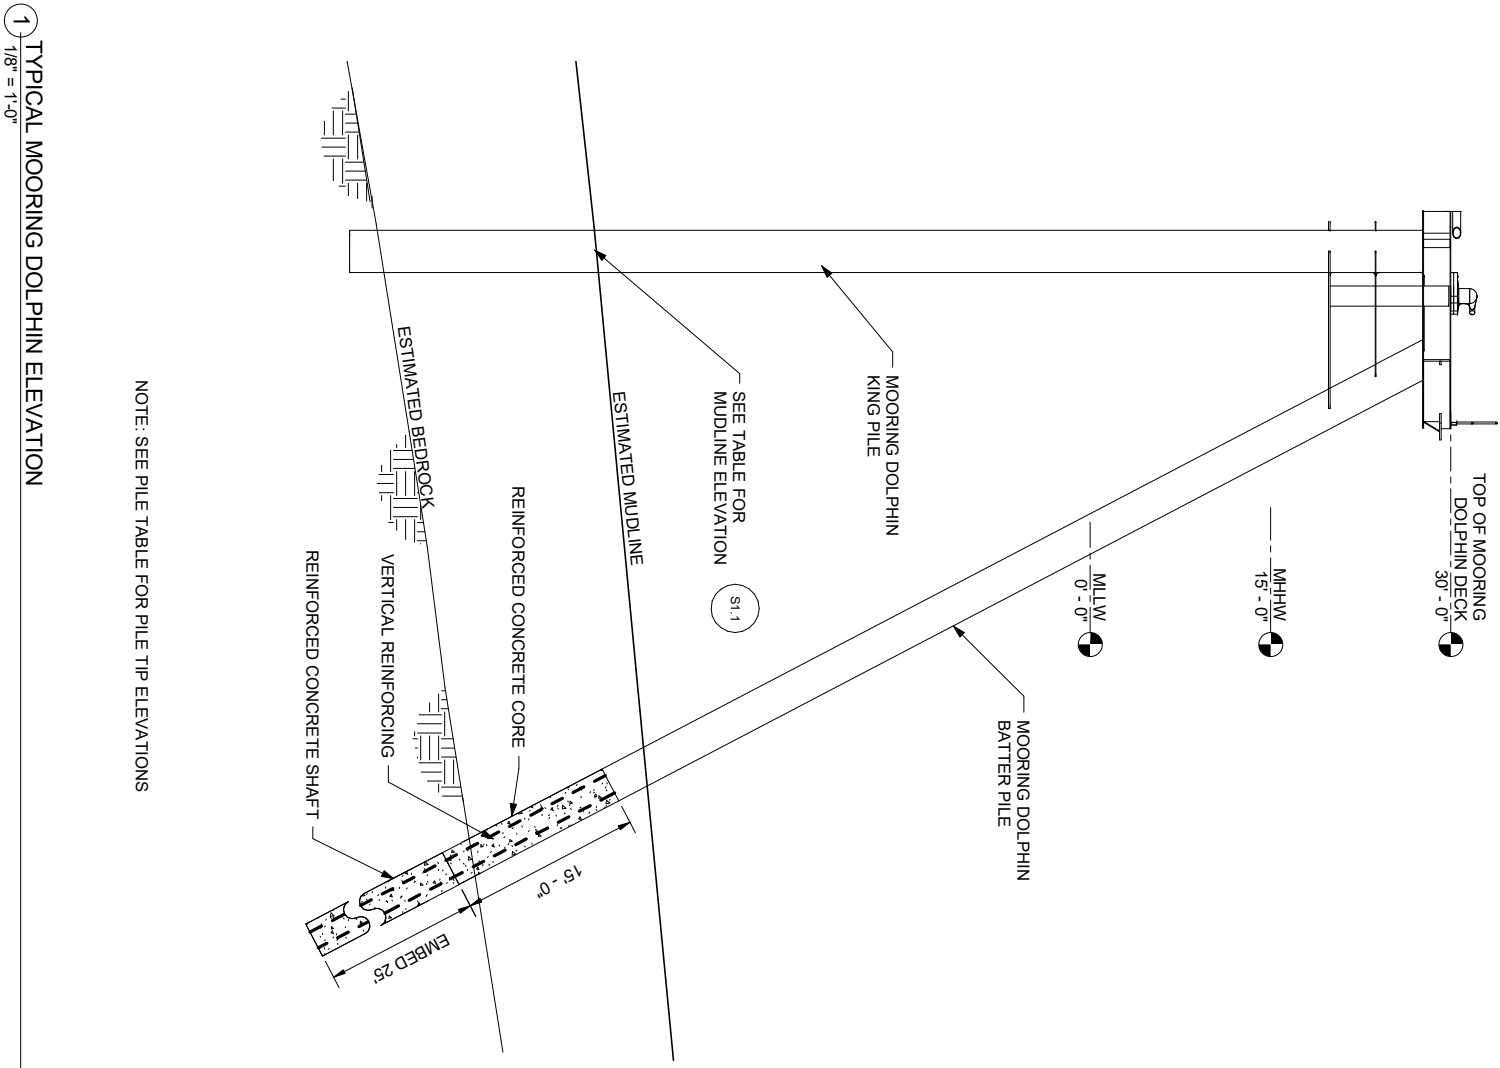 TOP OF MOORING
DOLPHIN DECK
30' - 0"
MHHW
15' - 0"
MLLW
0' - 0"
MOORING DOLPHIN
BATTER PILE
MOORING DOLPHIN
KING PILE
SEE TABLE FOR
MUDLINE ELEVATION
S1.1
ESTIMATED MUDLINE
REINFORCED CONCRETE CORE
15' - 0"
ESTIMATED BEDROCK
VERTICAL REINFORCING
EMBED 25'
REINFORCED CONCRETE SHAFT
NOTE: SEE PILE TABLE FOR PILE TIP ELEVATIONS
1 TYPICAL MOORING DOLPHIN ELEVATION
1/8" = 1'-0"